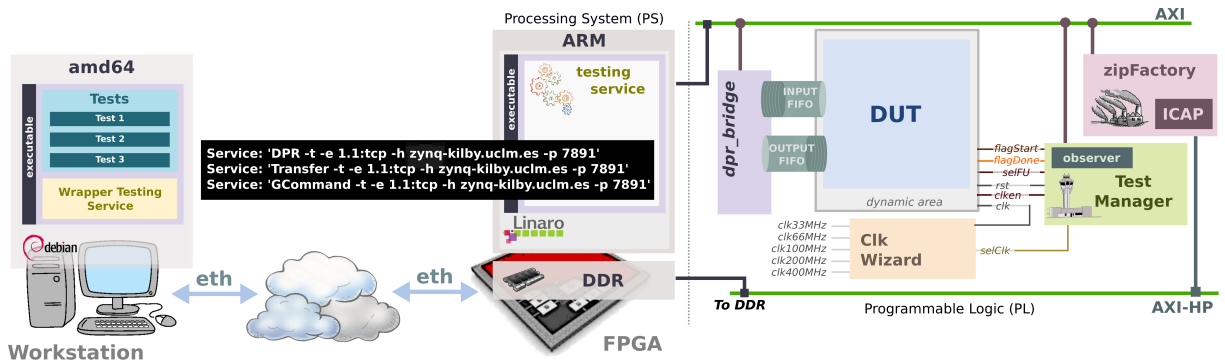 Processing System (PS)
AXI
amd64
ARM
executable
Tests
Test 1
Test 2
Test 3
Wrapper Testing
Service
executable
testing
service
Service: 'DPR -t -e 1.1:tcp -h zynq-kilby.uclm.es -p 7891'
Service: 'Transfer -t -e 1.1:tcp -h zynq-kilby.uclm.es -p 7891'
Service: 'GCommand -t -e 1.1:tcp -h zynq-kilby.uclm.es -p 7891'
Linaro
debian
eth
eth
DDR
Workstation
FPGA
dpr_bridge
INPUT
FIFO
OUTPUT
FIFO
DUT
dynamic area
flagStart
flagDone
selFU
rst
clken
clk
zipFactory
ICAP
observer
Test
Manager
clk33MHz
clk66MHz
clk100MHz
clk200MHz
clk400MHz
Clk
Wizard
selClk
To DDR
Programmable Logic (PL)
AXI-HP